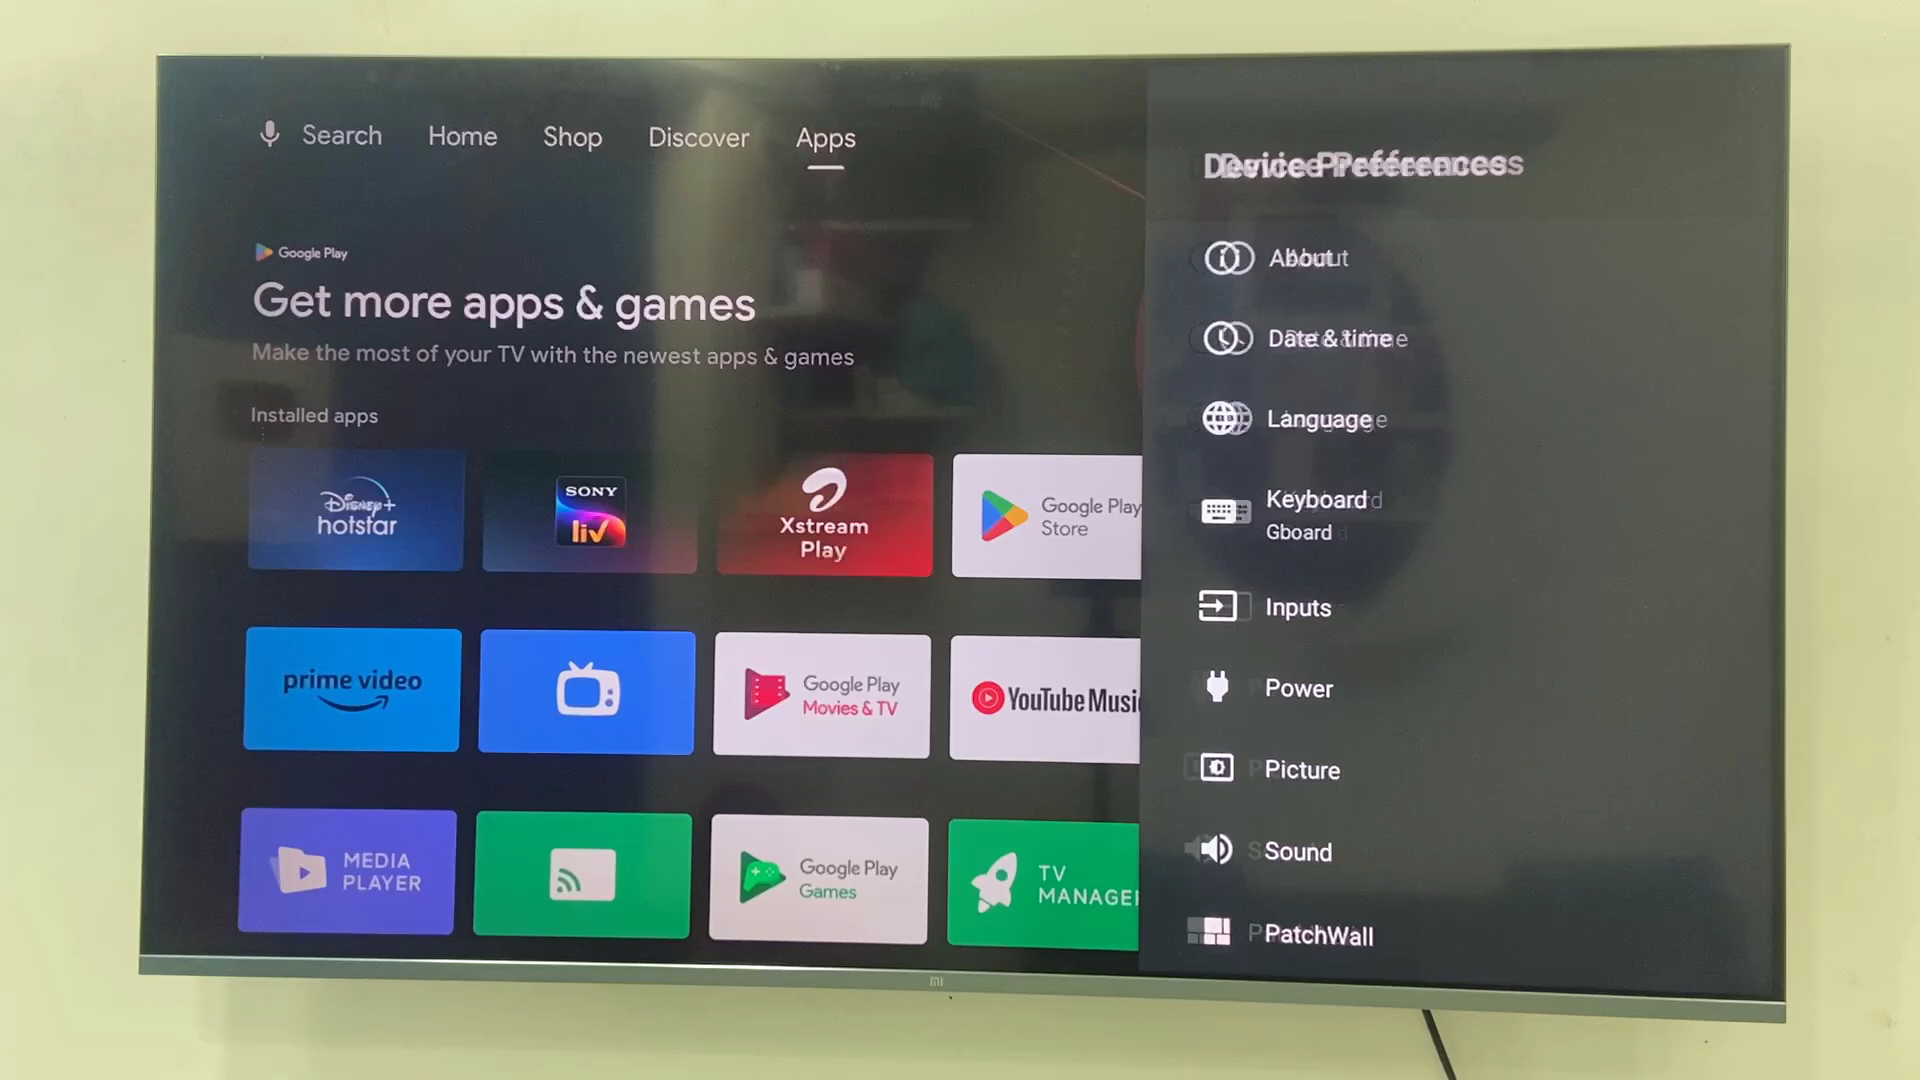 Search Home Shop Discover Apps
Google Play
Get more apps & games
Make the most of your TV with the newest apps & games
Installed apps
Disney+
hotstar
SONY
liv
Xstream
Play
Google Play
Store
prime video
Google Play
Movies & TV
YouTube Musi
MEDIA
PLAYER
Google Play
Games
TV
MANAGE
mi
Device Preferences
About
Date & time
Language
Keyboard
Gboard
Inputs
Power
Picture
Sound
PatchWall